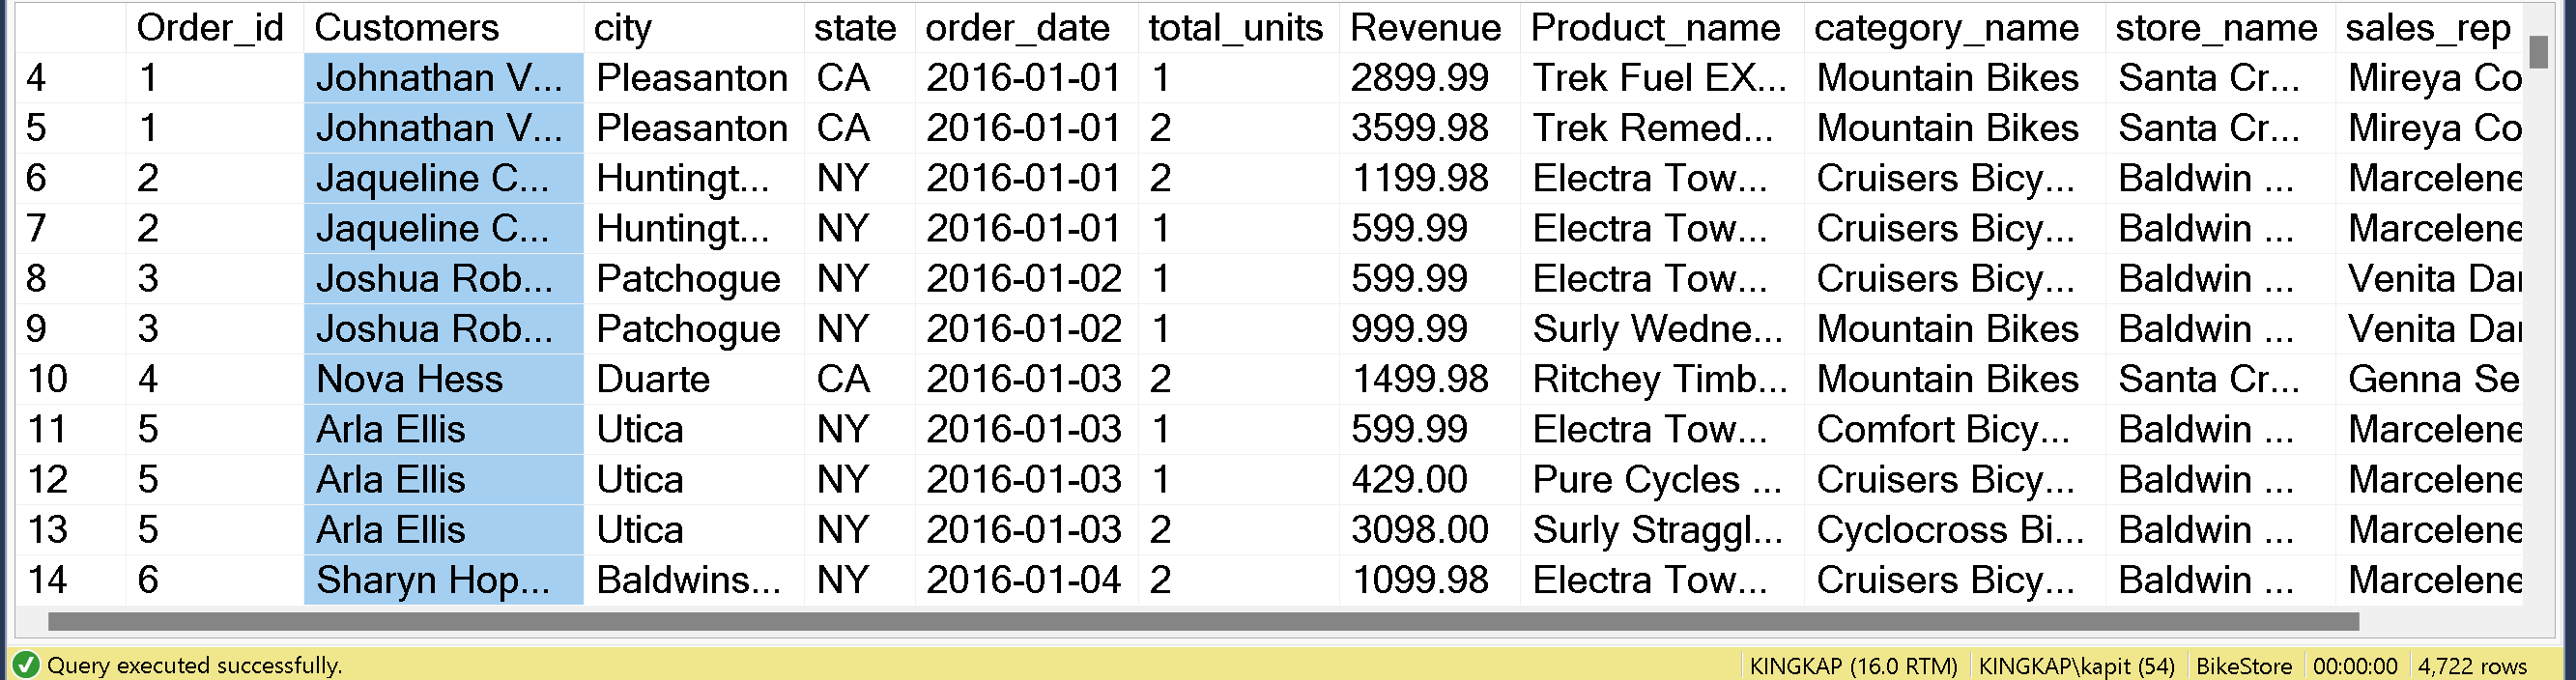 Order_id Customers city state order_date total_units Revenue Product_name category_name store_name sales_rep
4 1 Johnathan V... Pleasanton CA 2016-01-01 1 2899.99 Trek Fuel EX... Mountain Bikes Santa Cr... Mireya Co
5 1 Johnathan V... Pleasanton CA 2016-01-01 2 3599.98 Trek Remed... Mountain Bikes Santa Cr... Mireya Co
6 2 Jaqueline C... Huntingt... NY 2016-01-01 2 1199.98 Electra Tow... Cruisers Bicy... Baldwin ... Marcelene
7 2 Jaqueline C... Huntingt... NY 2016-01-01 1 599.99 Electra Tow... Cruisers Bicy... Baldwin ... Marcelene
8 3 Joshua Rob... Patchogue NY 2016-01-02 1 599.99 Electra Tow... Cruisers Bicy... Baldwin ... Venita Dar
9 3 Joshua Rob... Patchogue NY 2016-01-02 1 999.99 Surly Wedne... Mountain Bikes Baldwin ... Venita Dar
10 4 Nova Hess Duarte CA 2016-01-03 2 1499.98 Ritchey Timb... Mountain Bikes Santa Cr... Genna Se
11 5 Arla Ellis Utica NY 2016-01-03 1 599.99 Electra Tow... Comfort Bicy... Baldwin ... Marcelene
12 5 Arla Ellis Utica NY 2016-01-03 1 429.00 Pure Cycles ... Cruisers Bicy... Baldwin ... Marcelene
13 5 Arla Ellis Utica NY 2016-01-03 2 3098.00 Surly Straggl... Cyclocross Bi... Baldwin ... Marcelene
14 6 Sharyn Hop... Baldwins... NY 2016-01-04 2 1099.98 Electra Tow... Cruisers Bicy... Baldwin ... Marcelene
Query executed successfully. KINGKAP (16.0 RTM) KINGKAP\kapit (54) BikeStore 00:00:00 4,722 rows